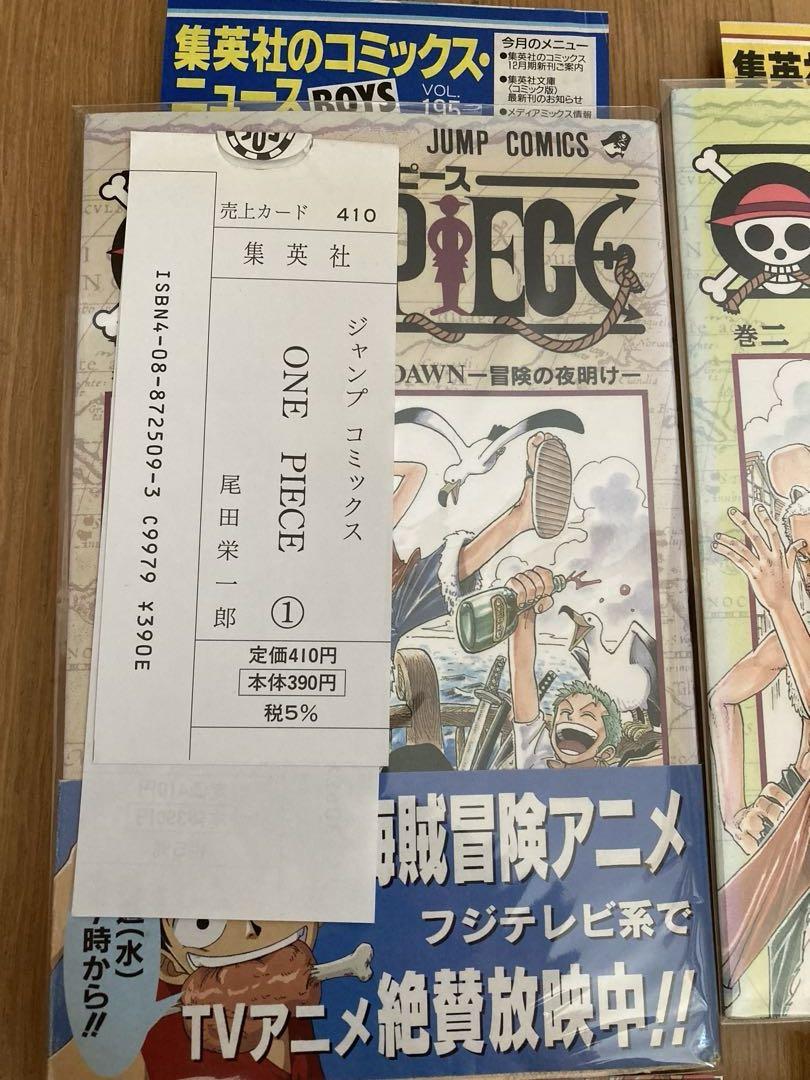 集英社のコミックス・
ニュース BOYS
VOL.
195
今月のメニュー
●集英社のコミックス
12月期新刊ご案内
●集英社文庫
〈コミック版〉
最新刊のお知らせ
●メディアミックス情報
集英
JUMP COMICS
ピース
PIECE
DAWNー冒険の夜明けー
売上カード 410
集英社
ジャンプ コミックス
ONE PIECE ①
尾田栄一郎
定価410円
本体390円
税5%
ISBN4-08-872509-3 C9979 ¥390E
巻二
海賊冒険アニメ
フジテレビ系で
TVアニメ絶賛放映中!!
(水)
時から!!